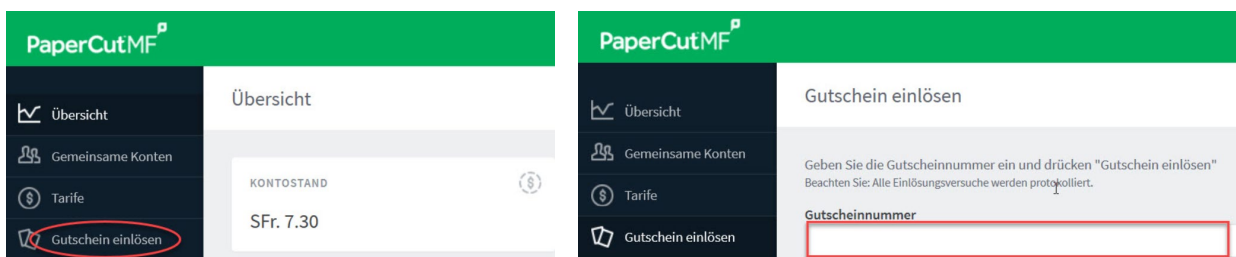 PaperCutMF
Übersicht
Übersicht
Gemeinsame Konten
KONTOSTAND
Tarife
SFr. 7.30
Gutschein einlösen
PaperCutMF
Gutschein einlösen
Übersicht
Gemeinsame Konten
Geben Sie die Gutscheinnummer ein und drücken "Gutschein einlösen"
Beachten Sie: Alle Einlösungsversuche werden protokolliert.
Tarife
Gutscheinnummer
Gutschein einlösen